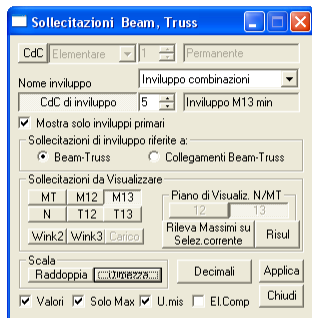 Sollecitazioni Beam, Truss
CdC Elementare 1 Permanente
Nome inviluppo Inviluppo combinazioni
CdC di inviluppo 5 Inviluppo M13 min
Mostra solo inviluppi primari
Sollecitazioni di inviluppo riferite a:
Beam-Truss Collegamenti Beam-Truss
Sollecitazioni da Visualizzare
Piano di Visualiz. N/MT
MT M12 M13
12 13
N T12 T13
Rileva Massimi su Selez.corrente
Risul
Wink2 Wink3 Carico
Scala
Raddoppia Dimezza
Decimali Applica
Valori Solo Max U.mis El.Comp Chiudi